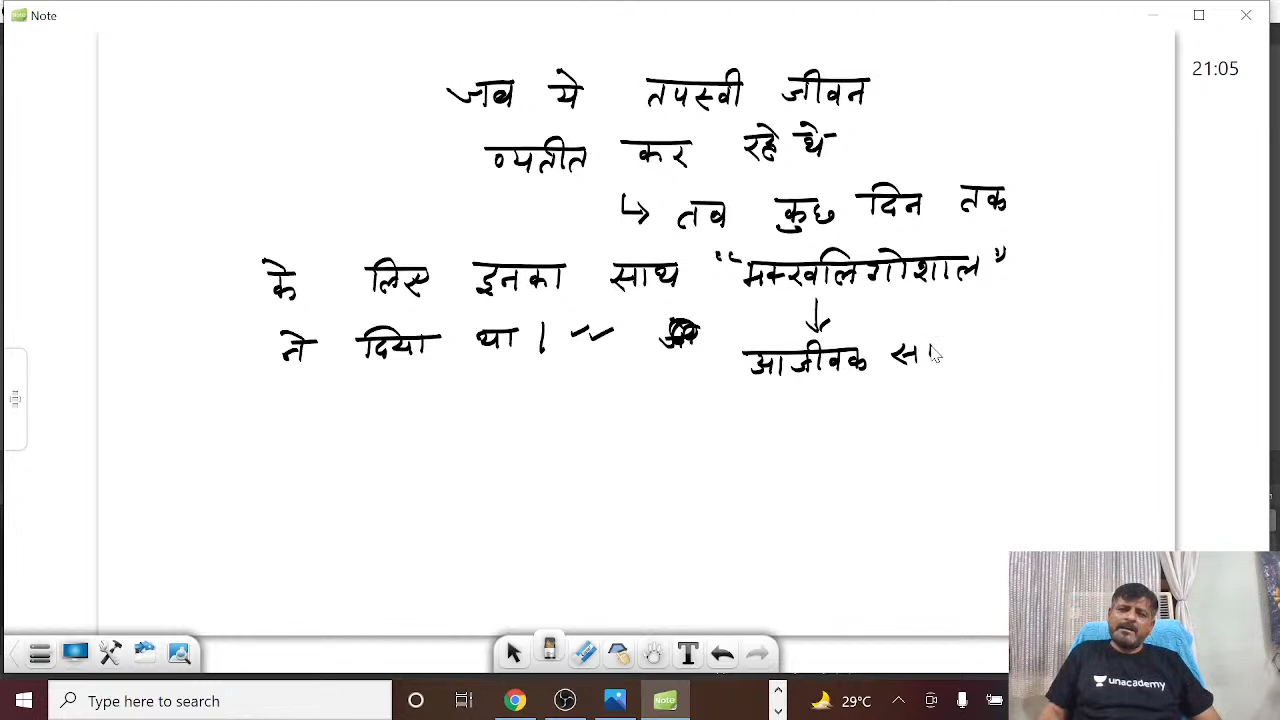 Note
21:05
जब ये तपस्वी जीवन
व्यतीत कर रहे थे
↳ तब कुछ दिन तक
के लिए इनका साथ "मक्खलिगोशाल"
ने दिया था।
↓
आजीवक स
unacademy
Type here to search
29°C